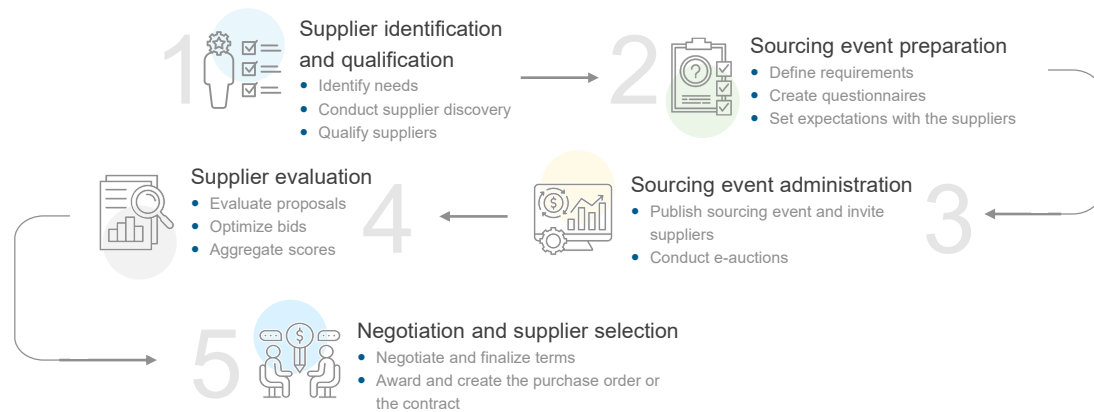 1
Supplier identification
and qualification
• Identify needs
• Conduct supplier discovery
• Qualify suppliers
2
?
Sourcing event preparation
• Define requirements
• Create questionnaires
• Set expectations with the suppliers
3
$
Sourcing event administration
• Publish sourcing event and invite
suppliers
• Conduct e-auctions
4
Supplier evaluation
• Evaluate proposals
• Optimize bids
• Aggregate scores
5
$
Negotiation and supplier selection
• Negotiate and finalize terms
• Award and create the purchase order or
the contract